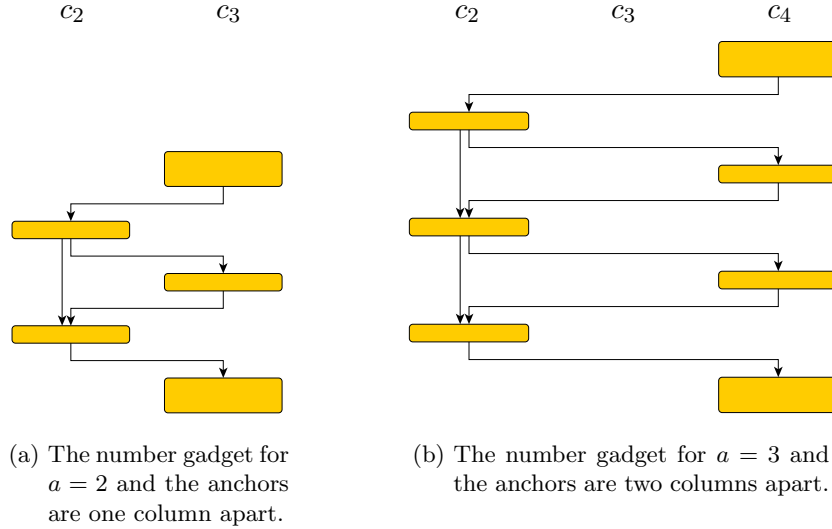 c2 c3 c2 c3 c4
(a) The number gadget for
a = 2 and the anchors
are one column apart.
(b) The number gadget for a = 3 and
the anchors are two columns apart.